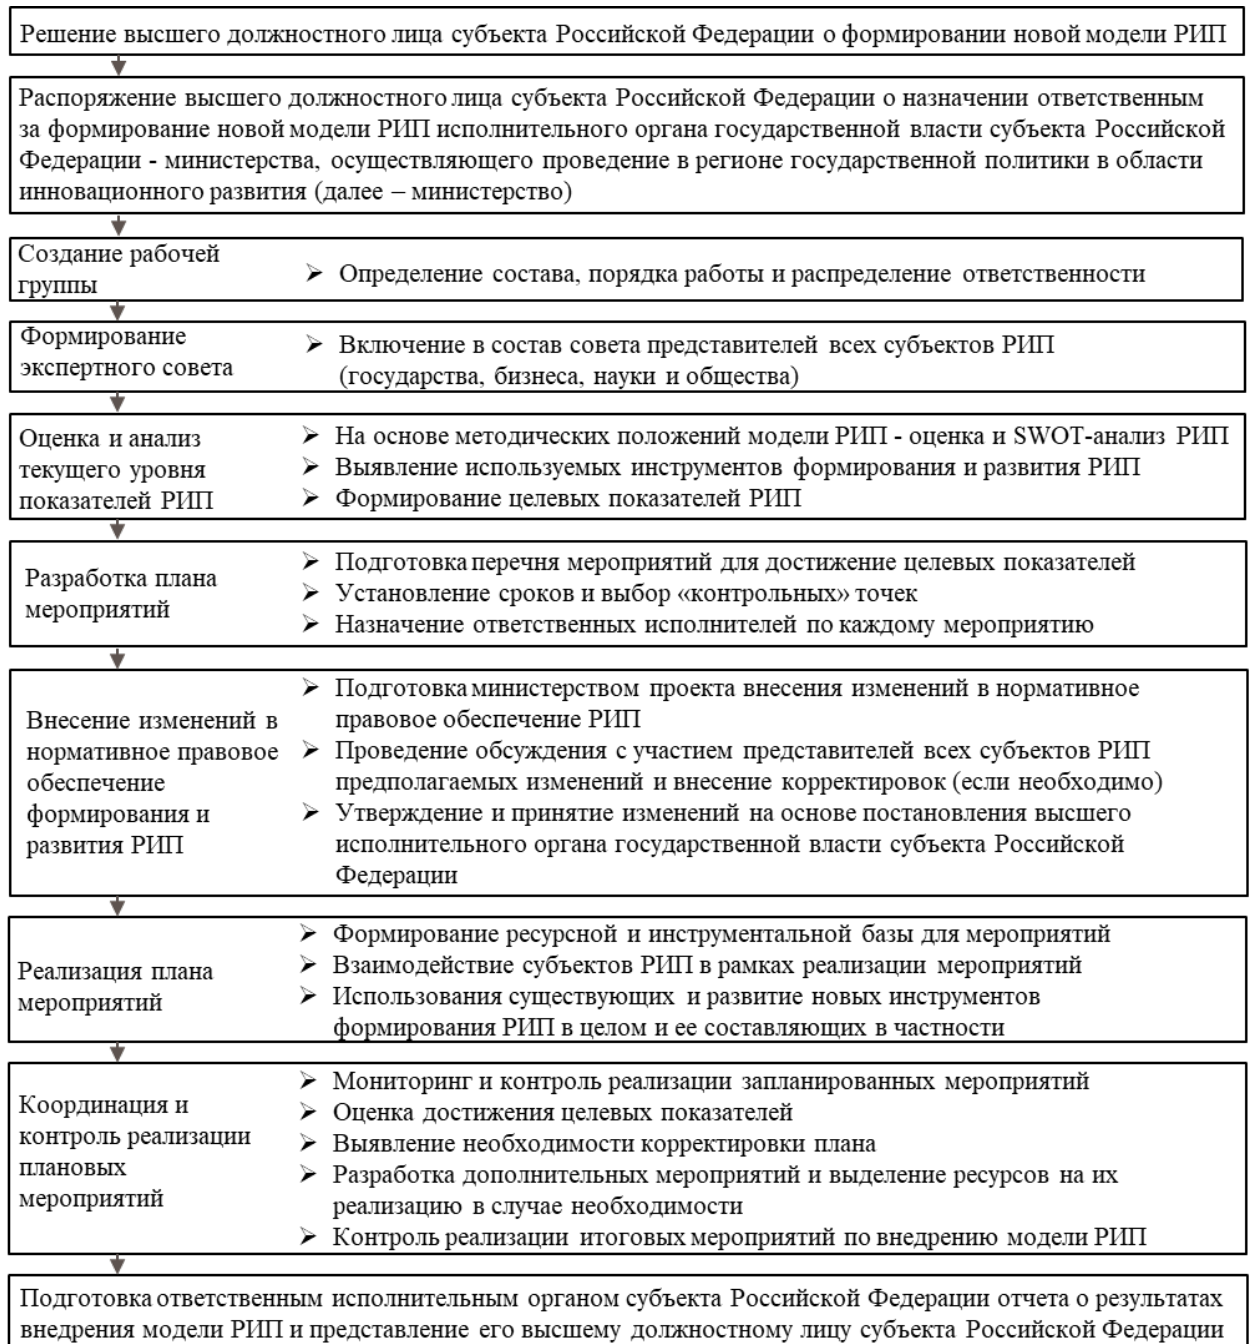 Решение высшего должностного лица субъекта Российской Федерации о формировании новой модели РИП
Распоряжение высшего должностного лица субъекта Российской Федерации о назначении ответственным
за формирование новой модели РИП исполнительного органа государственной власти субъекта Российской
Федерации - министерства, осуществляющего проведение в регионе государственной политики в области
инновационного развития (далее – министерство)
Создание рабочей
группы
➢ Определение состава, порядка работы и распределение ответственности
Формирование
экспертного совета
➢ Включение в состав совета представителей всех субъектов РИП
(государства, бизнеса, науки и общества)
Оценка и анализ
текущего уровня
показателей РИП
➢ На основе методических положений модели РИП - оценка и SWOT-анализ РИП
➢ Выявление используемых инструментов формирования и развития РИП
➢ Формирование целевых показателей РИП
Разработка плана
мероприятий
➢ Подготовка перечня мероприятий для достижение целевых показателей
➢ Установление сроков и выбор «контрольных» точек
➢ Назначение ответственных исполнителей по каждому мероприятию
Внесение изменений в
нормативное правовое
обеспечение
формирования и
развития РИП
➢ Подготовка министерством проекта внесения изменений в нормативное
правовое обеспечение РИП
➢ Проведение обсуждения с участием представителей всех субъектов РИП
предполагаемых изменений и внесение корректировок (если необходимо)
➢ Утверждение и принятие изменений на основе постановления высшего
исполнительного органа государственной власти субъекта Российской
Федерации
Реализация плана
мероприятий
➢ Формирование ресурсной и инструментальной базы для мероприятий
➢ Взаимодействие субъектов РИП в рамках реализации мероприятий
➢ Использования существующих и развитие новых инструментов
формирования РИП в целом и ее составляющих в частности
Координация и
контроль реализации
плановых
мероприятий
➢ Мониторинг и контроль реализации запланированных мероприятий
➢ Оценка достижения целевых показателей
➢ Выявление необходимости корректировки плана
➢ Разработка дополнительных мероприятий и выделение ресурсов на их
реализацию в случае необходимости
➢ Контроль реализации итоговых мероприятий по внедрению модели РИП
Подготовка ответственным исполнительным органом субъекта Российской Федерации отчета о результатах
внедрения модели РИП и представление его высшему должностному лицу субъекта Российской Федерации